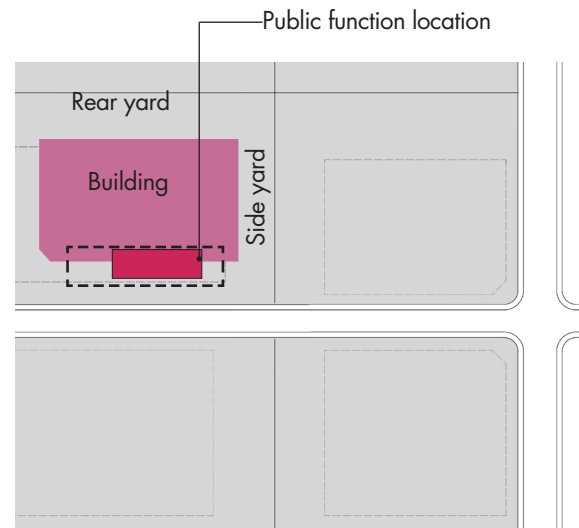 Public function location
Rear yard
Building
Side yard